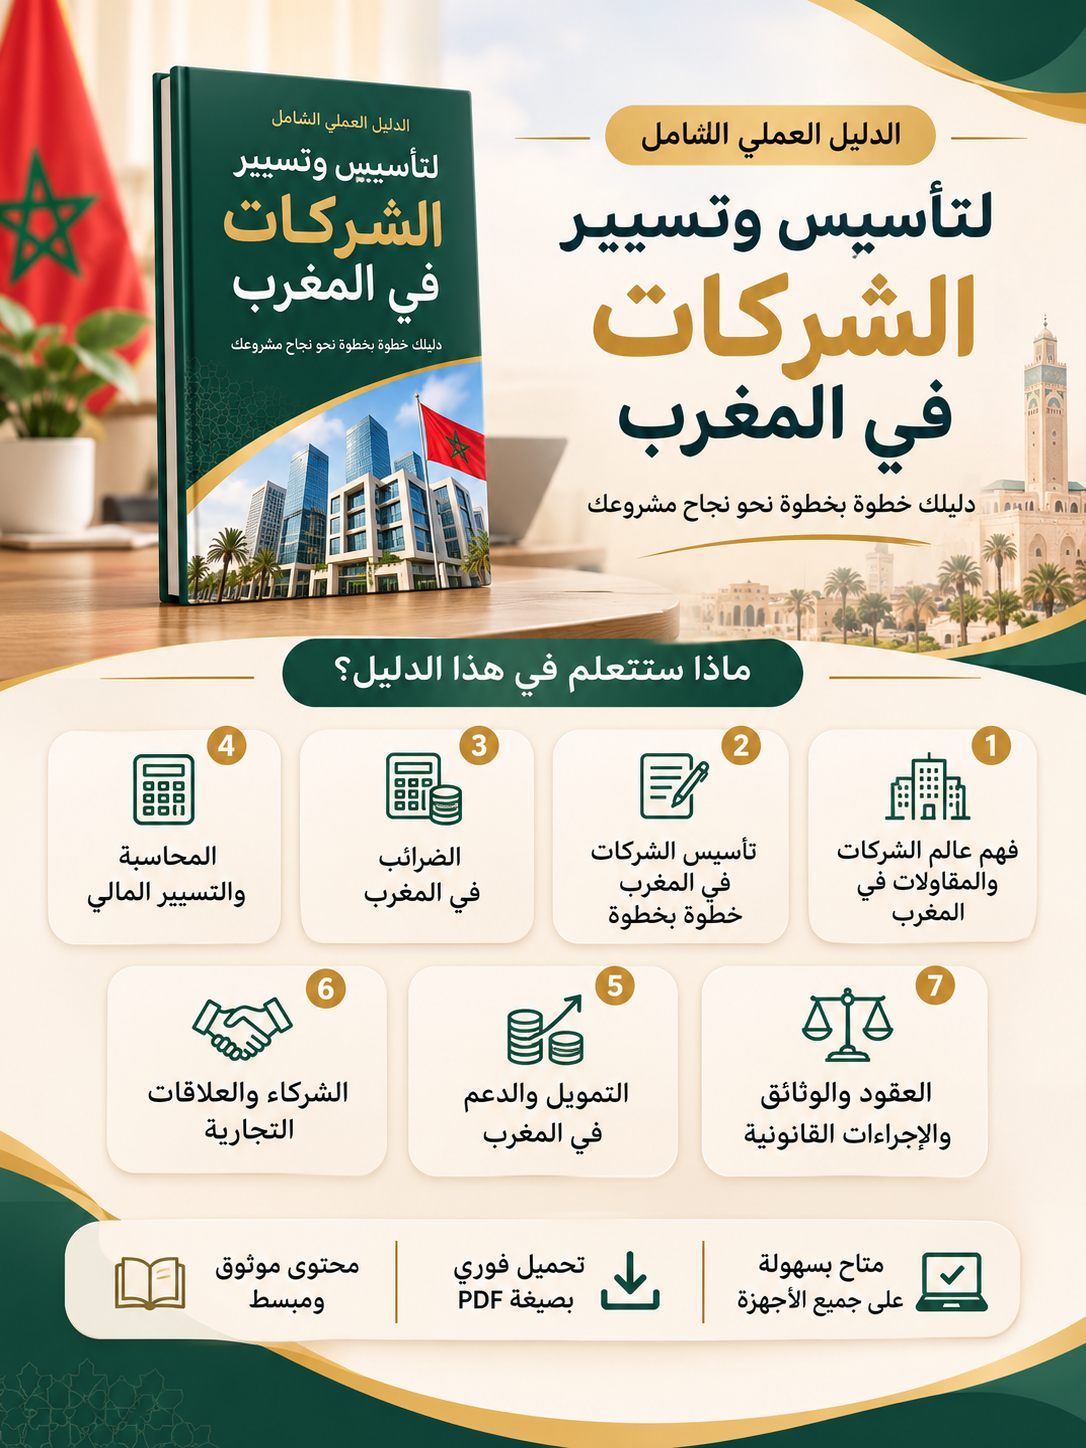 الدليل العملي الشامل
لتأسيس وتسيير
الشركات
في المغرب
دليلك خطوة بخطوة نحو نجاح مشروعك
الدليل العملي الشامل
لتأسيس وتسيير
الشركات
في المغرب
دليلك خطوة بخطوة نحو نجاح مشروعك
ماذا ستتعلم في هذا الدليل؟
1
فهم عالم الشركات
والمقاولات في
المغرب
2
تأسيس الشركات
في المغرب
خطوة بخطوة
3
الضرائب
في المغرب
4
المحاسبة
والتسيير المالي
7
العقود والوثائق
والإجراءات القانونية
5
التمويل والدعم
في المغرب
6
الشركاء والعلاقات
التجارية
متاح بسهولة
على جميع الأجهزة
تحميل فوري
بصيغة PDF
محتوى موثوق
ومبسط